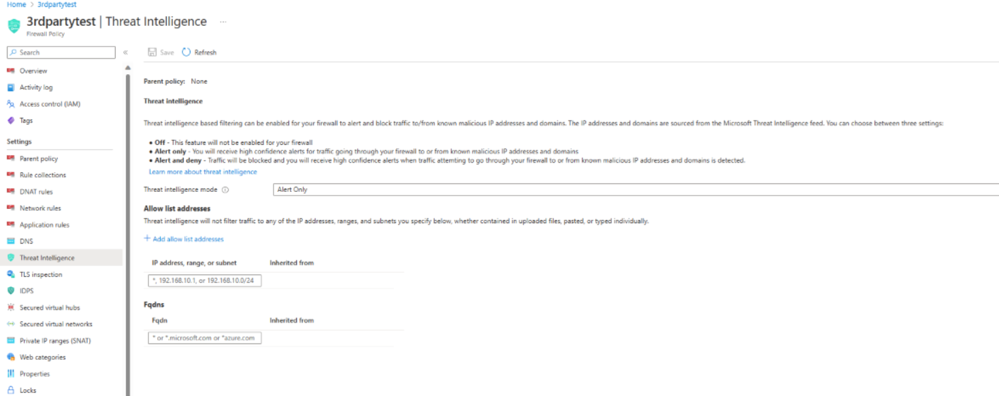 Home > 3rdpartytest
3rdpartytest | Threat Intelligence ...
Firewall Policy
Search
«
Save
Refresh
Overview
Activity log
Access control (IAM)
Tags
Settings
Parent policy
Rule collections
DNAT rules
Network rules
Application rules
DNS
Threat Intelligence
TLS inspection
IDPS
Secured virtual hubs
Secured virtual networks
Private IP ranges (SNAT)
Web categories
Properties
Locks
Parent policy: None
Threat intelligence
Threat intelligence based filtering can be enabled for your firewall to alert and block traffic to/from known malicious IP addresses and domains. The IP addresses and domains are sourced from the Microsoft Threat Intelligence feed. You can choose between three settings:
• Off - This feature will not be enabled for your firewall
• Alert only - You will receive high confidence alerts for traffic going through your firewall to or from known malicious IP addresses and domains
• Alert and deny - Traffic will be blocked and you will receive high confidence alerts when traffic attemting to go through your firewall to or from known malicious IP addresses and domains is detected.
Learn more about threat intelligence
Threat intelligence mode Alert Only
Allow list addresses
Threat intelligence will not filter traffic to any of the IP addresses, ranges, and subnets you specify below, whether contained in uploaded files, pasted, or typed individually.
+ Add allow list addresses
IP address, range, or subnet Inherited from
*, 192.168.10.1, or 192.168.10.0/24
Fqdns
Fqdn Inherited from
* or *.microsoft.com or *azure.com